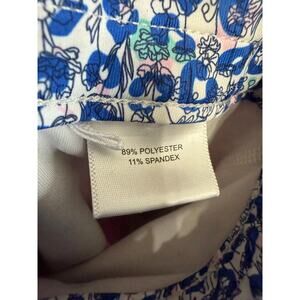 89% POLYESTER
11% SPANDEX